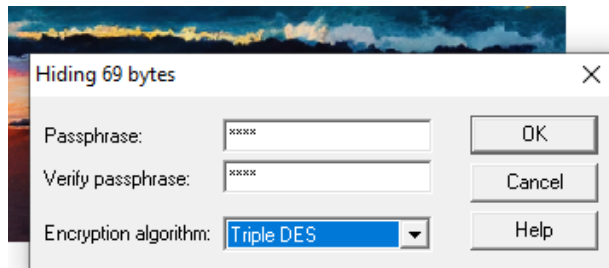 Hiding 69 bytes
Passphrase: **** OK
Verify passphrase: **** Cancel
Encryption algorithm: Triple DES Help